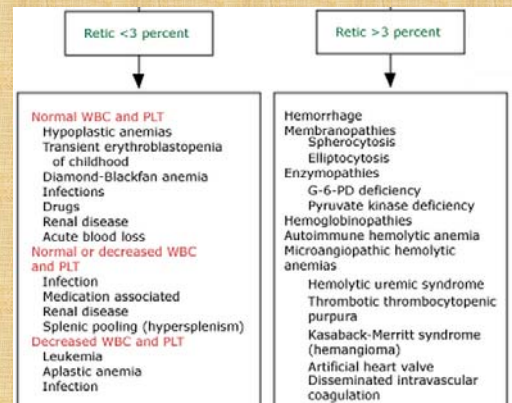 Retic <3 percent
Normal WBC and PLT
Hypoplastic anemias
Transient erythroblastopenia
of childhood
Diamond-Blackfan anemia
Infections
Drugs
Renal disease
Acute blood loss
Normal or decreased WBC
and PLT
Infection
Medication associated
Renal disease
Splenic pooling (hypersplenism)
Decreased WBC and PLT
Leukemia
Aplastic anemia
Infection
Retic >3 percent
Hemorrhage
Membranopathies
Spherocytosis
Elliptocytosis
Enzymopathies
G-6-PD deficiency
Pyruvate kinase deficiency
Hemoglobinopathies
Autoimmune hemolytic anemia
Microangiopathic hemolytic
anemias
Hemolytic uremic syndrome
Thrombotic thrombocytopenic
purpura
Kasaback-Merritt syndrome
(hemangioma)
Artificial heart valve
Disseminated intravascular
coagulation